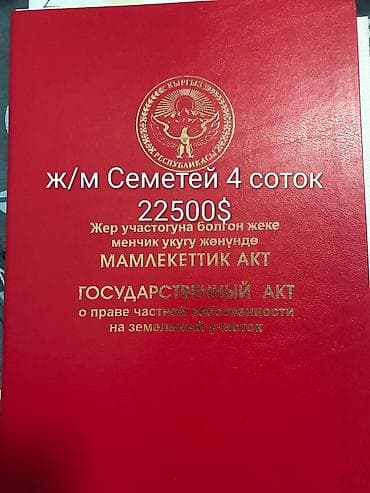 КЫРГЫЗ
РЕСПУБЛИКАСЫ
ж/м Семетей 4 соток
22500$
Жер участогуна болгон жеке
менчик укугу жөнүндө
МАМЛЕКЕТТИК АКТ
ГОСУДАРСТВЕННЫЙ АКТ
о праве частной собственности
на земельный участок